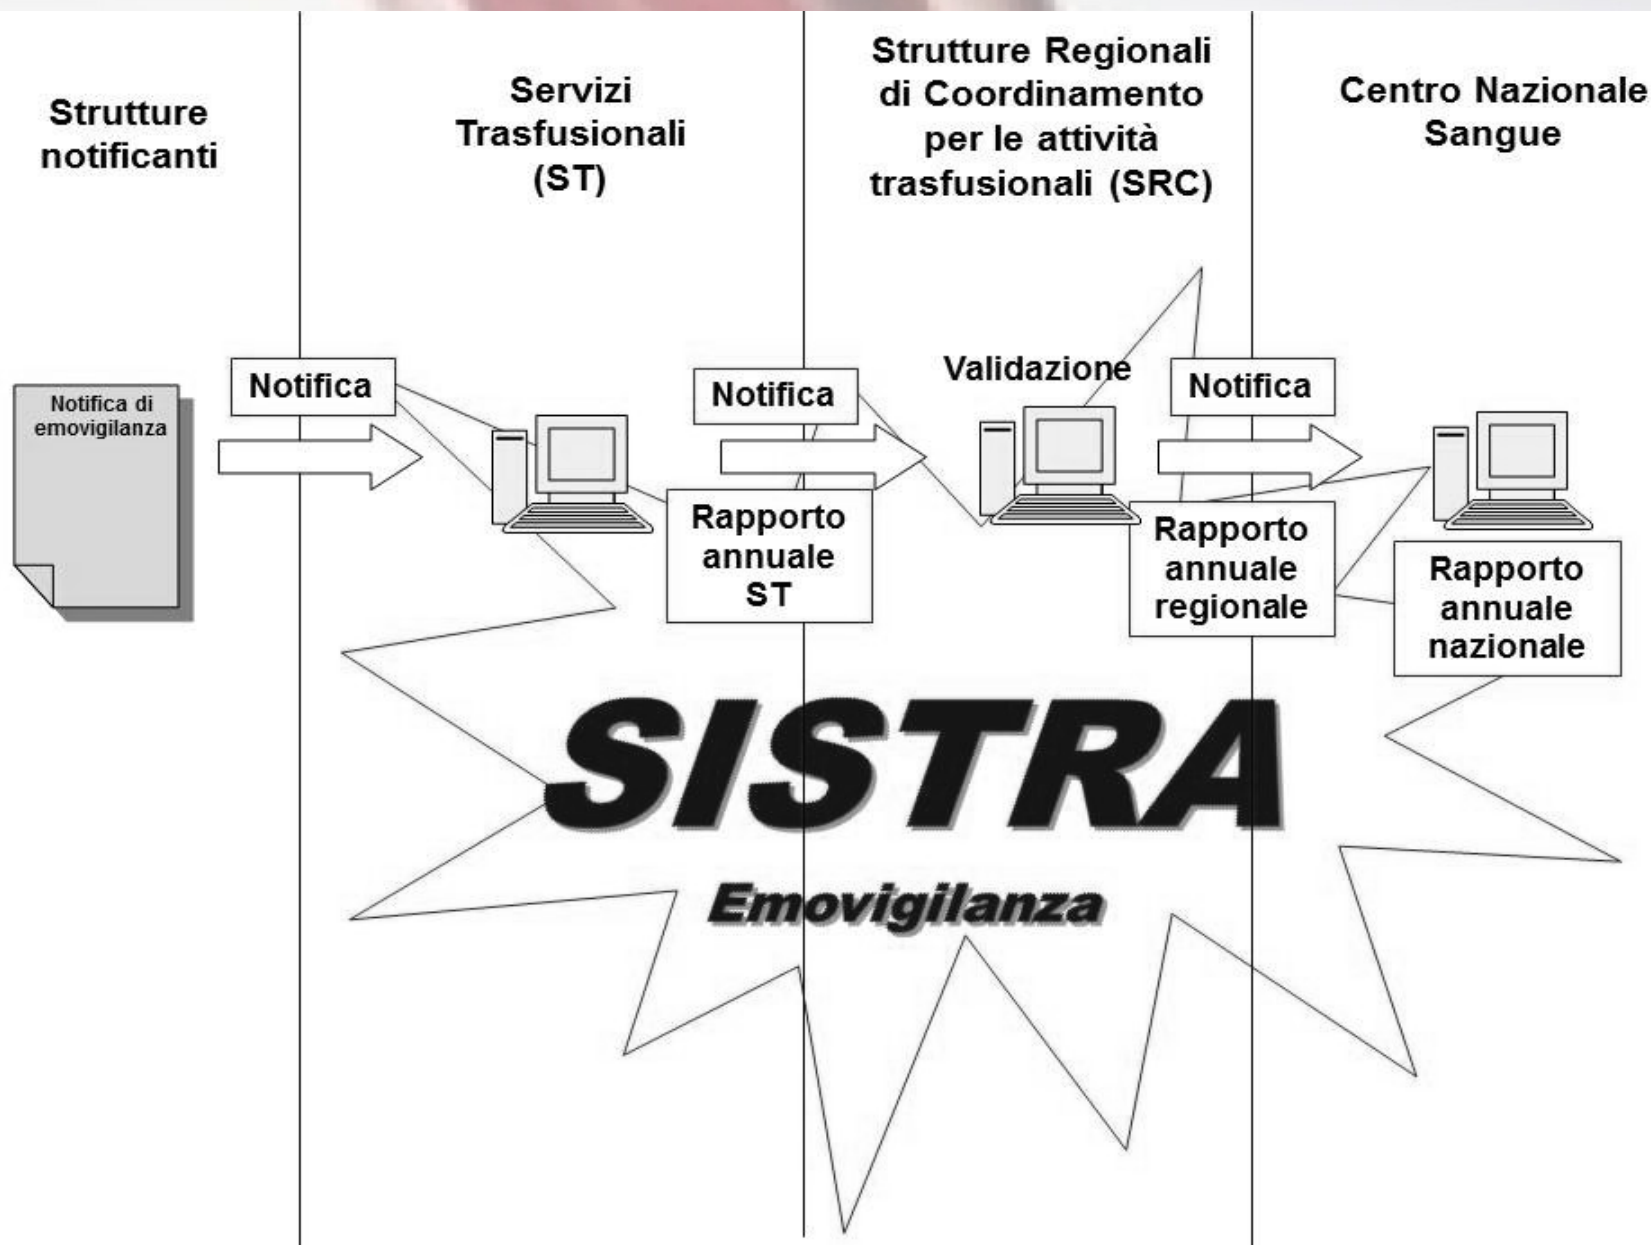 Strutture
notificanti
Servizi
Trasfusionali
(ST)
Strutture Regionali
di Coordinamento
per le attività
trasfusionali (SRC)
Centro Nazionale
Sangue
Notifica di
emovigilanza
Notifica
Notifica
Validazione
Notifica
Rapporto
annuale
ST
Rapporto
annuale
regionale
Rapporto
annuale
nazionale
SISTRA
Emovigilanza